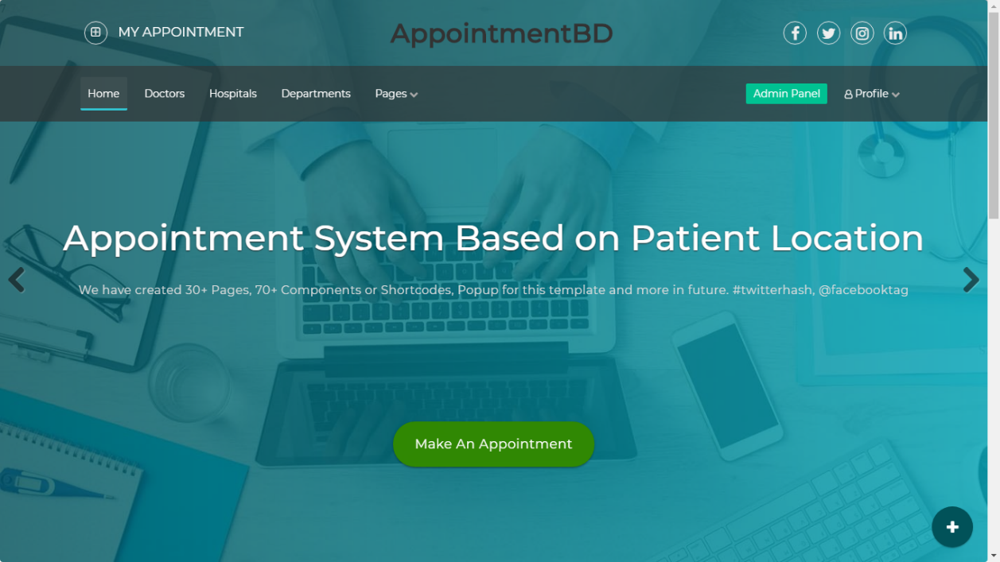 MY APPOINTMENT
AppointmentBD
Home Doctors Hospitals Departments Pages Admin Panel Profile
Appointment System Based on Patient Location
We have created 30+ Pages, 70+ Components or Shortcodes, Popup for this template and more in future. #twitterhash, @facebooktag
Make An Appointment